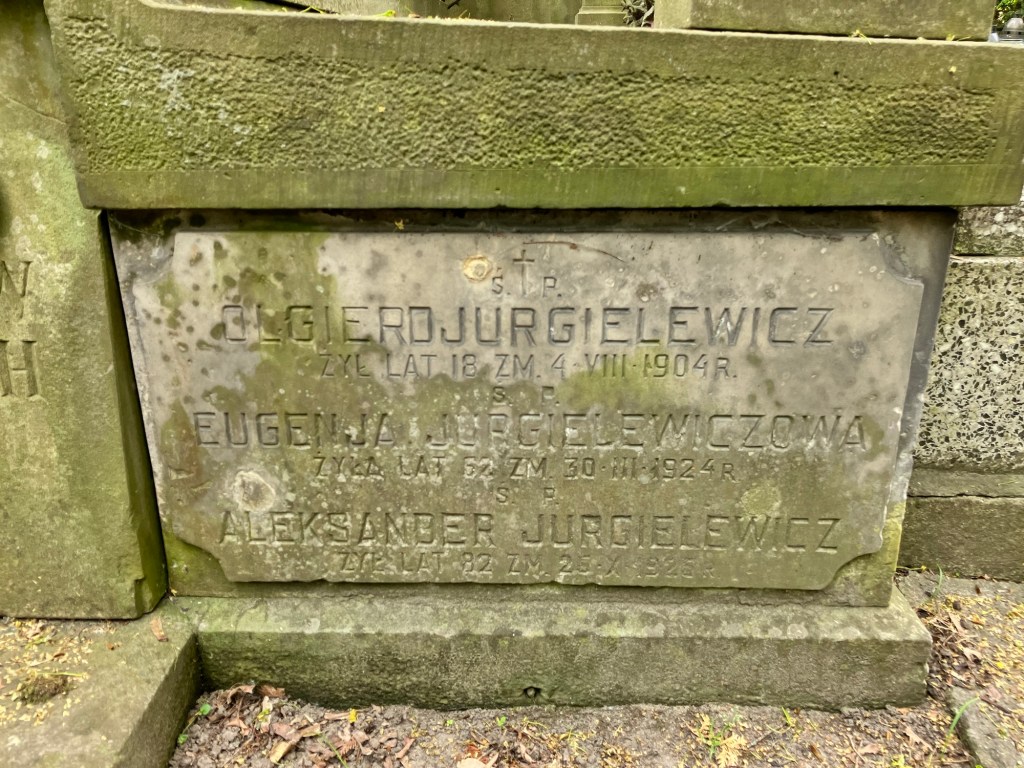 W
H
Ś. P.
OLGIERD JURGIELEWICZ
ŻYŁ LAT 18 ZM. 4·VIII·1904 R.
Ś. P.
EUGENJA JURGIELEWICZOWA
ŻYŁA LAT 62 ZM. 30·III·1924 R
Ś. P.
ALEKSANDER JURGIELEWICZ
ŻYŁ LAT 82 ZM. 25·X